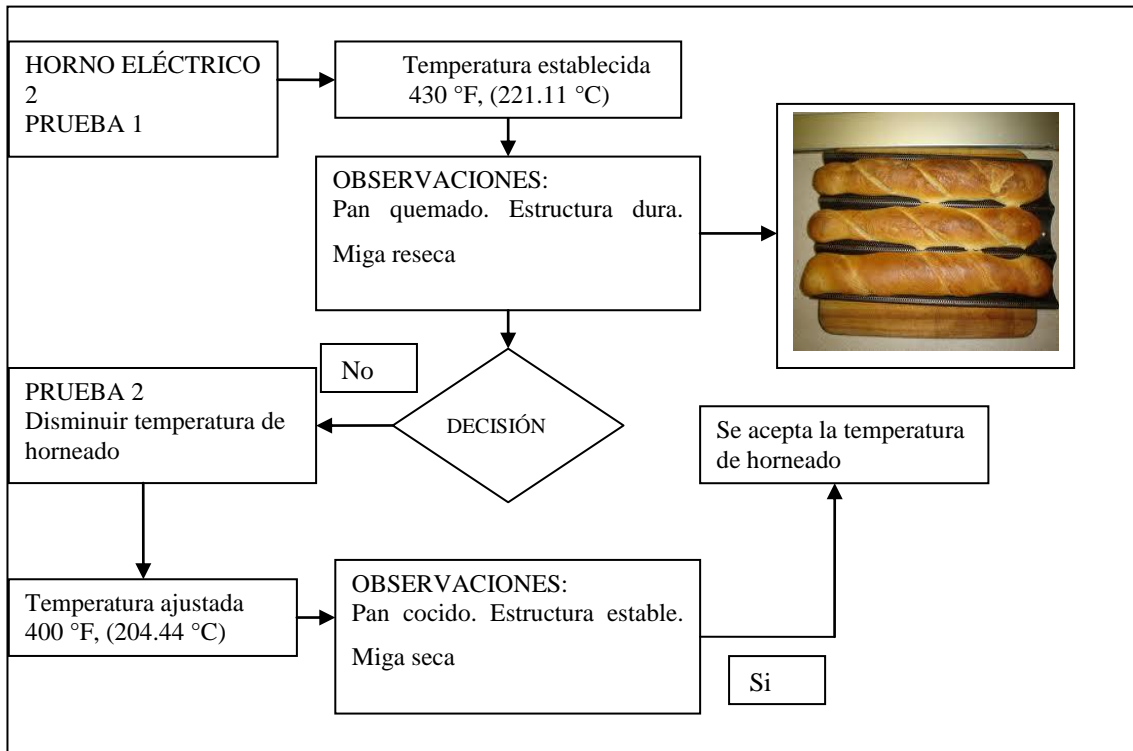 HORNO ELÉCTRICO
2
PRUEBA 1
Temperatura establecida
430 °F, (221.11 °C)
OBSERVACIONES:
Pan quemado. Estructura dura.
Miga reseca
DECISIÓN
No
PRUEBA 2
Disminuir temperatura de
horneado
Temperatura ajustada
400 °F, (204.44 °C)
OBSERVACIONES:
Pan cocido. Estructura estable.
Miga seca
Si
Se acepta la temperatura
de horneado